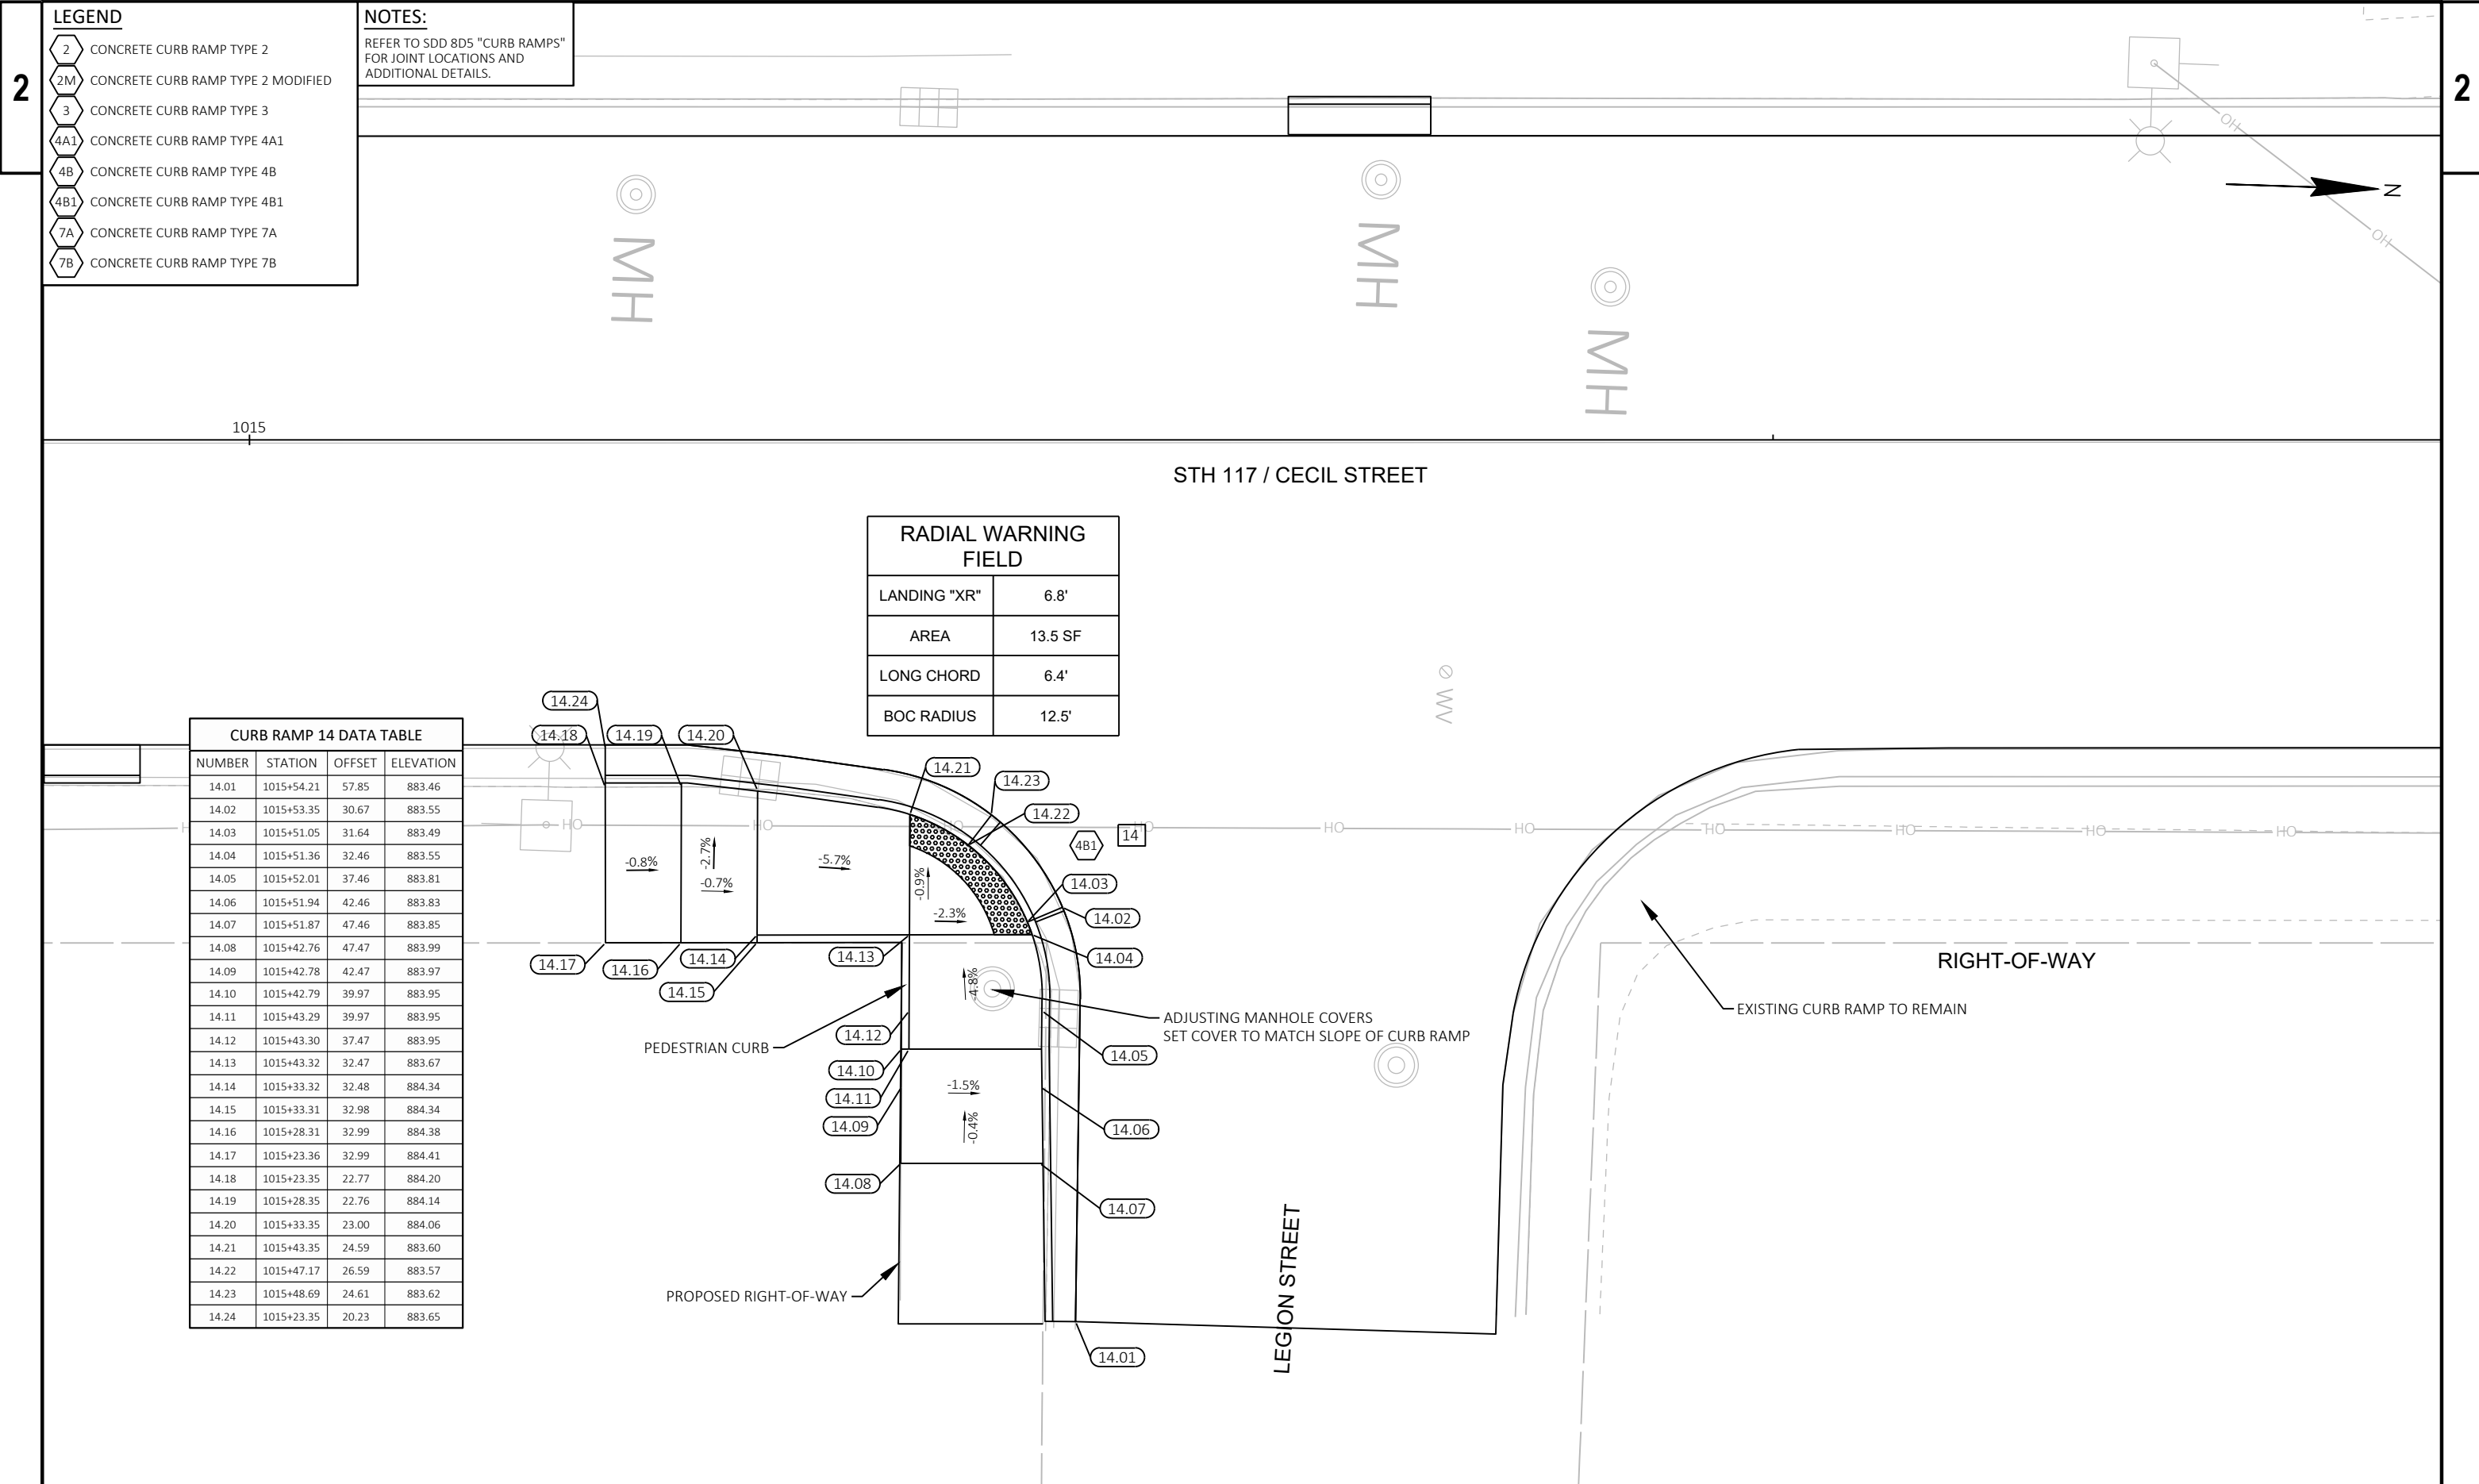 2
LEGEND
2 CONCRETE CURB RAMP TYPE 2
2M CONCRETE CURB RAMP TYPE 2 MODIFIED
3 CONCRETE CURB RAMP TYPE 3
4A1 CONCRETE CURB RAMP TYPE 4A1
4B CONCRETE CURB RAMP TYPE 4B
4B1 CONCRETE CURB RAMP TYPE 4B1
7A CONCRETE CURB RAMP TYPE 7A
7B CONCRETE CURB RAMP TYPE 7B
NOTES:
REFER TO SDD 8D5 "CURB RAMPS"
FOR JOINT LOCATIONS AND
ADDITIONAL DETAILS.
2
OH
OH
N
MH
MH
MH
1015
STH 117 / CECIL STREET
RADIAL WARNING
FIELD
LANDING "XR" 6.8'
AREA 13.5 SF
LONG CHORD 6.4'
BOC RADIUS 12.5'
W
CURB RAMP 14 DATA TABLE
NUMBER STATION OFFSET ELEVATION
14.01 1015+54.21 57.85 883.46
14.02 1015+53.35 30.67 883.55
14.03 1015+51.05 31.64 883.49
14.04 1015+51.36 32.46 883.55
14.05 1015+52.01 37.46 883.81
14.06 1015+51.94 42.46 883.83
14.07 1015+51.87 47.46 883.85
14.08 1015+42.76 47.47 883.99
14.09 1015+42.78 42.47 883.97
14.10 1015+42.79 39.97 883.95
14.11 1015+43.29 39.97 883.95
14.12 1015+43.30 37.47 883.95
14.13 1015+43.32 32.47 883.67
14.14 1015+33.32 32.48 884.34
14.15 1015+33.31 32.98 884.34
14.16 1015+28.31 32.99 884.38
14.17 1015+23.36 32.99 884.41
14.18 1015+23.35 22.77 884.20
14.19 1015+28.35 22.76 884.14
14.20 1015+33.35 23.00 884.06
14.21 1015+43.35 24.59 883.60
14.22 1015+47.17 26.59 883.57
14.23 1015+48.69 24.61 883.62
14.24 1015+23.35 20.23 883.65
14.24
14.18
14.19
14.20
14.21
14.23
14.22
4B1
14
OH
OH
OH
OH
OH
OH
OH
OH
OH
OH
-0.8%
-2.7%
-0.7%
-5.7%
-0.9%
-2.3%
14.03
14.02
14.04
14.17
14.16
14.14
14.15
14.13
-4.8%
RIGHT-OF-WAY
EXISTING CURB RAMP TO REMAIN
ADJUSTING MANHOLE COVERS
SET COVER TO MATCH SLOPE OF CURB RAMP
PEDESTRIAN CURB
14.12
14.05
14.10
14.11
14.09
-1.5%
-0.4%
14.06
14.08
14.07
PROPOSED RIGHT-OF-WAY
14.01
LEGION STREET